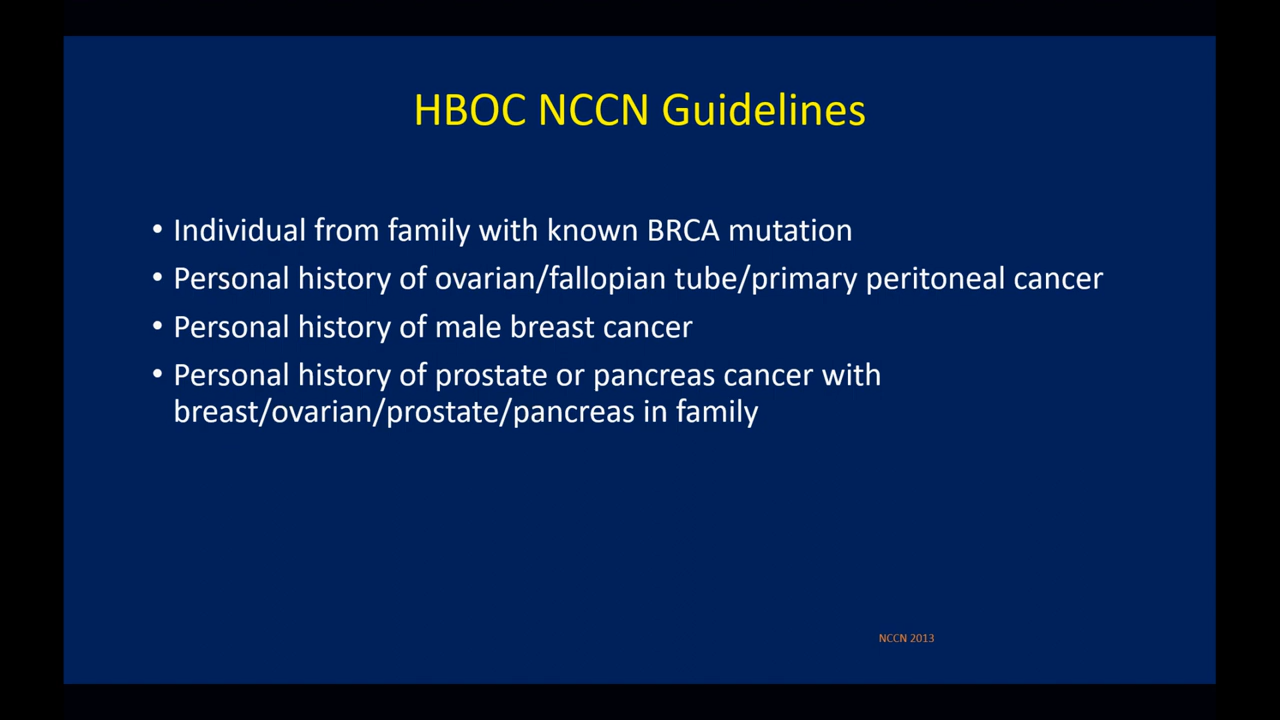 HBOC NCCN Guidelines
• Individual from family with known BRCA mutation
• Personal history of ovarian/fallopian tube/primary peritoneal cancer
• Personal history of male breast cancer
• Personal history of prostate or pancreas cancer with
breast/ovarian/prostate/pancreas in family
NCCN 2013